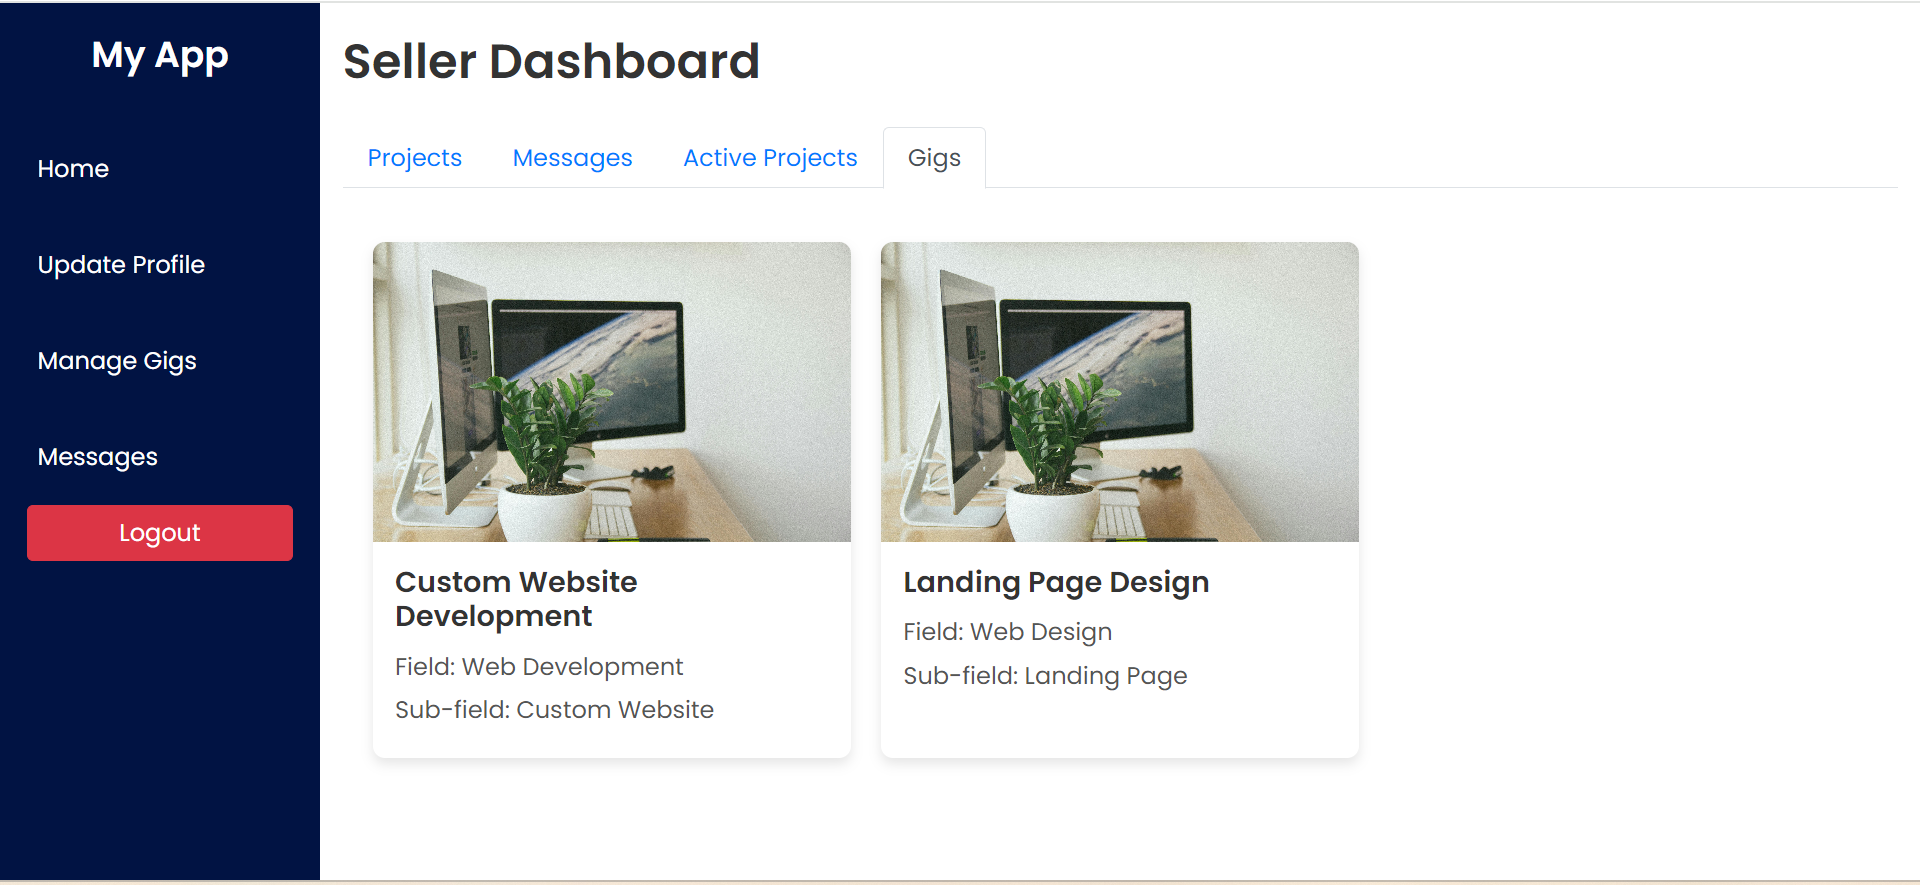 My App
Home
Update Profile
Manage Gigs
Messages
Logout
Seller Dashboard
Projects
Messages
Active Projects
Gigs
Custom Website
Development
Field: Web Development
Sub-field: Custom Website
Landing Page Design
Field: Web Design
Sub-field: Landing Page